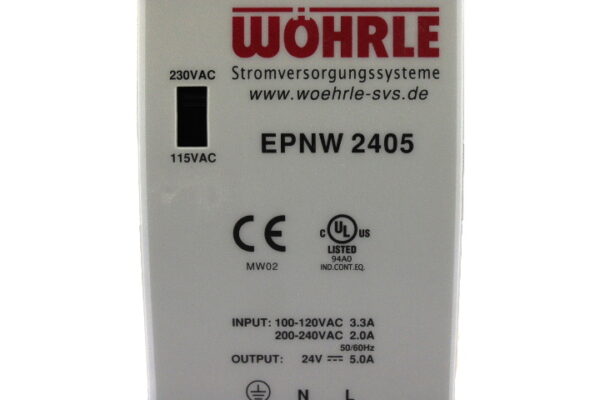 WÖHRLE
Stromversorgungssysteme
www.woehrle-svs.de
230VAC
115VAC
EPNW 2405
CE
MW02
C UL US
LISTED
94A0
IND.CONT.EQ.
INPUT: 100-120VAC 3.3A
200-240VAC 2.0A
50/60Hz
OUTPUT: 24V ⎓ 5.0A
N L